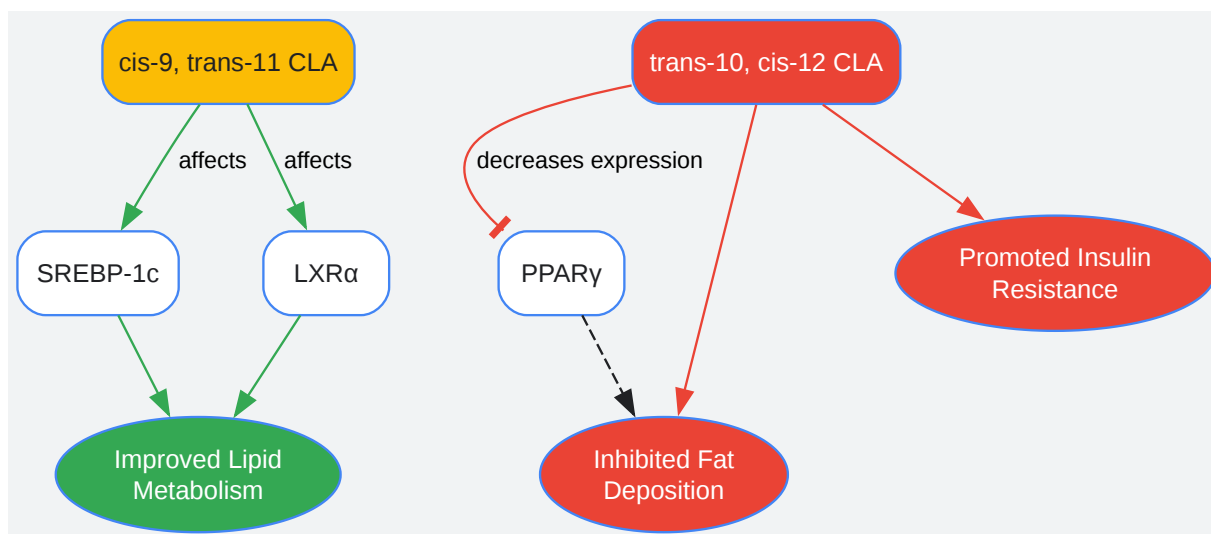 cis-9, trans-11 CLA
trans-10, cis-12 CLA
affects
affects
decreases expression
SREBP-1c
LXRα
PPARγ
Promoted Insulin
Resistance
Improved Lipid
Metabolism
Inhibited Fat
Deposition